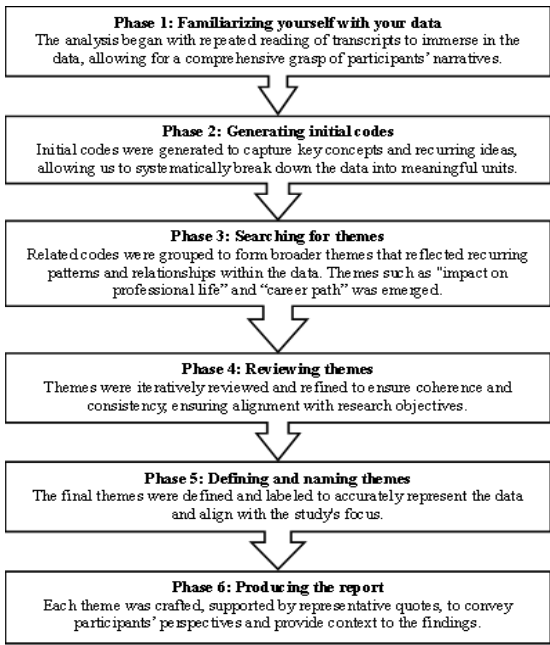 Phase 1: Familiarizing yourself with your data
The analysis began with repeated reading of transcripts to immerse in the
data, allowing for a comprehensive grasp of participants' narratives.
Phase 2: Generating initial codes
Initial codes were generated to capture key concepts and recurring ideas,
allowing us to systematically break down the data into meaningful units.
Phase 3: Searching for themes
Related codes were grouped to form broader themes that reflected recurring
patterns and relationships within the data. Themes such as "impact on
professional life” and “career path” was emerged.
Phase 4: Reviewing themes
Themes were iteratively reviewed and refined to ensure coherence and
consistency, ensuring alignment with research objectives.
Phase 5: Defining and naming themes
The final themes were defined and labeled to accurately represent the data
and align with the study's focus.
Phase 6: Producing the report
Each theme was crafted, supported by representative quotes, to convey
participants' perspectives and provide context to the findings.